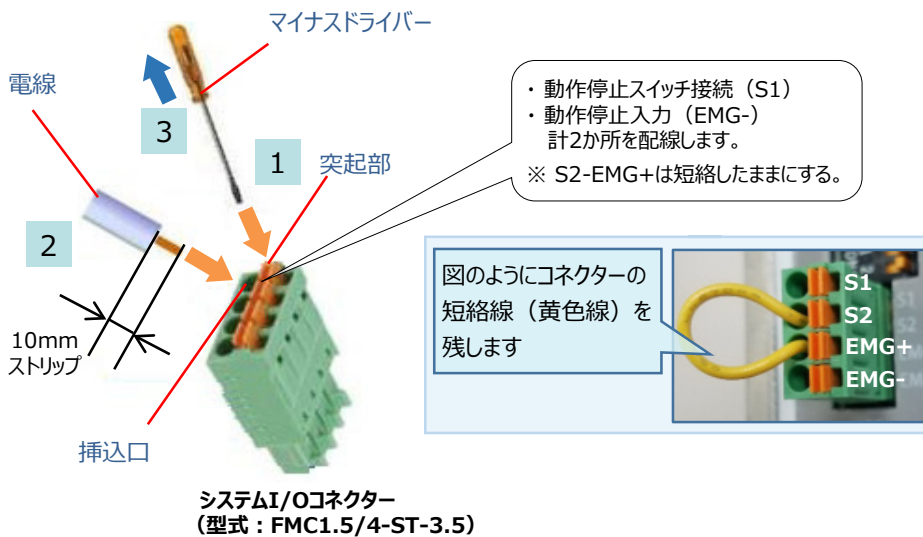 マイナスドライバー
電線
3
1
突起部
2
10mm
ストリップ
挿込口
システムI/Oコネクター
（型式：FMC1.5/4-ST-3.5）
・ 動作停止スイッチ接続（S1）
・ 動作停止入力（EMG-）
計2か所を配線します。
※ S2-EMG+は短絡したままにする。
図のようにコネクターの
短絡線（黄色線）を
残します
S1
S2
EMG+
EMG-